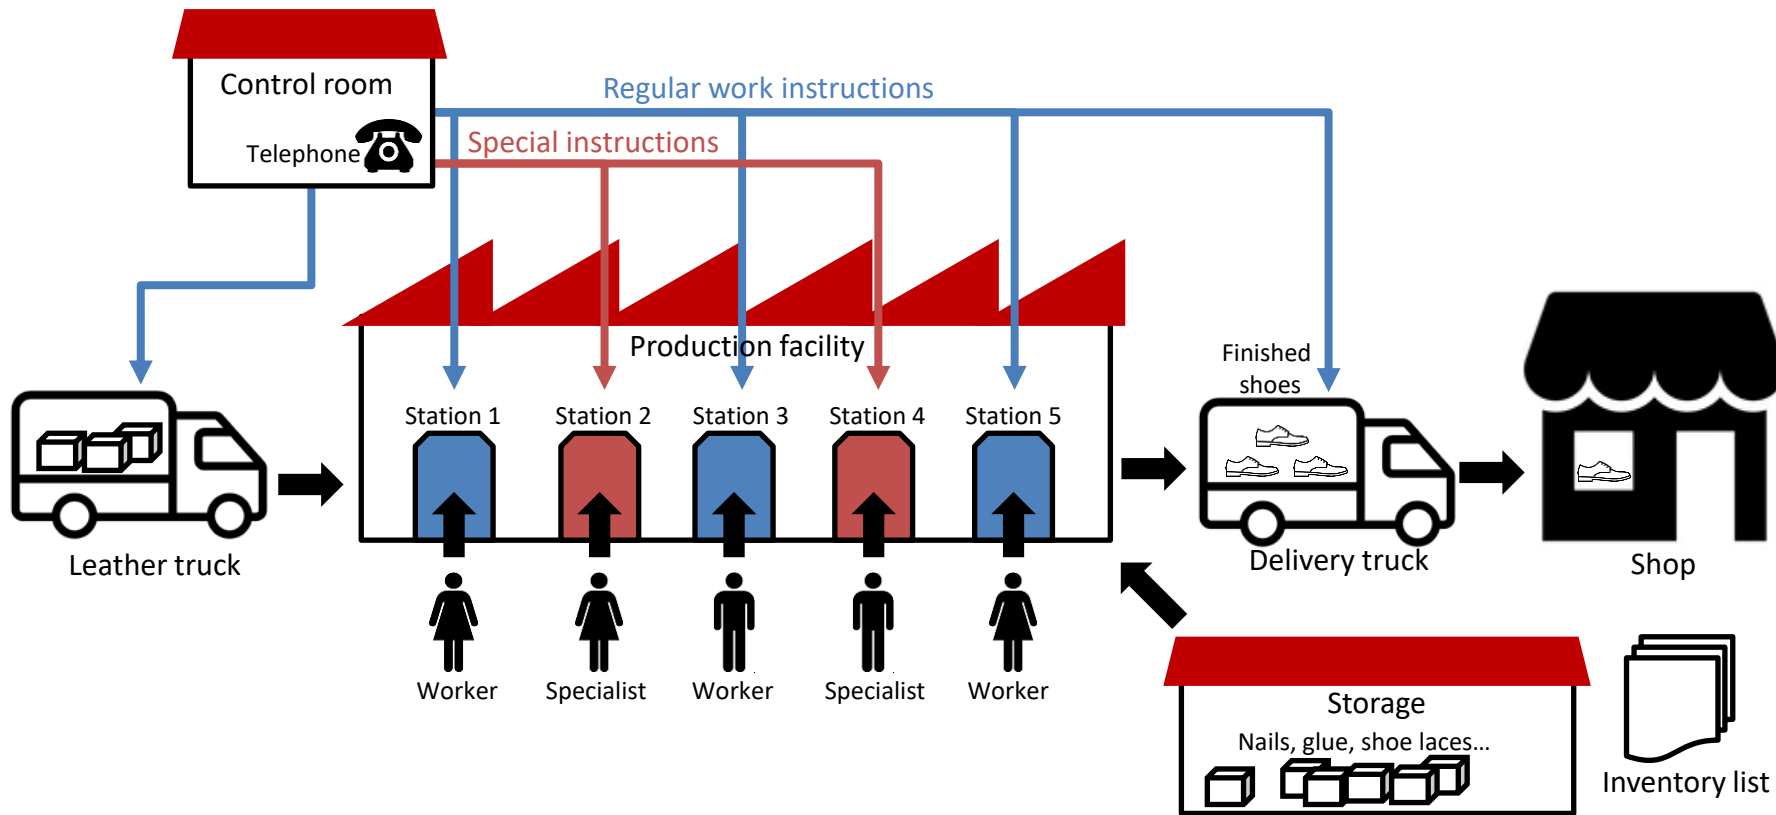 Control room
Telephone
Regular work instructions
Special instructions
Production facility
Station 1
Station 2
Station 3
Station 4
Station 5
Finished
shoes
Leather truck
Delivery truck
Shop
Worker
Specialist
Worker
Specialist
Worker
Storage
Nails, glue, shoe laces...
Inventory list